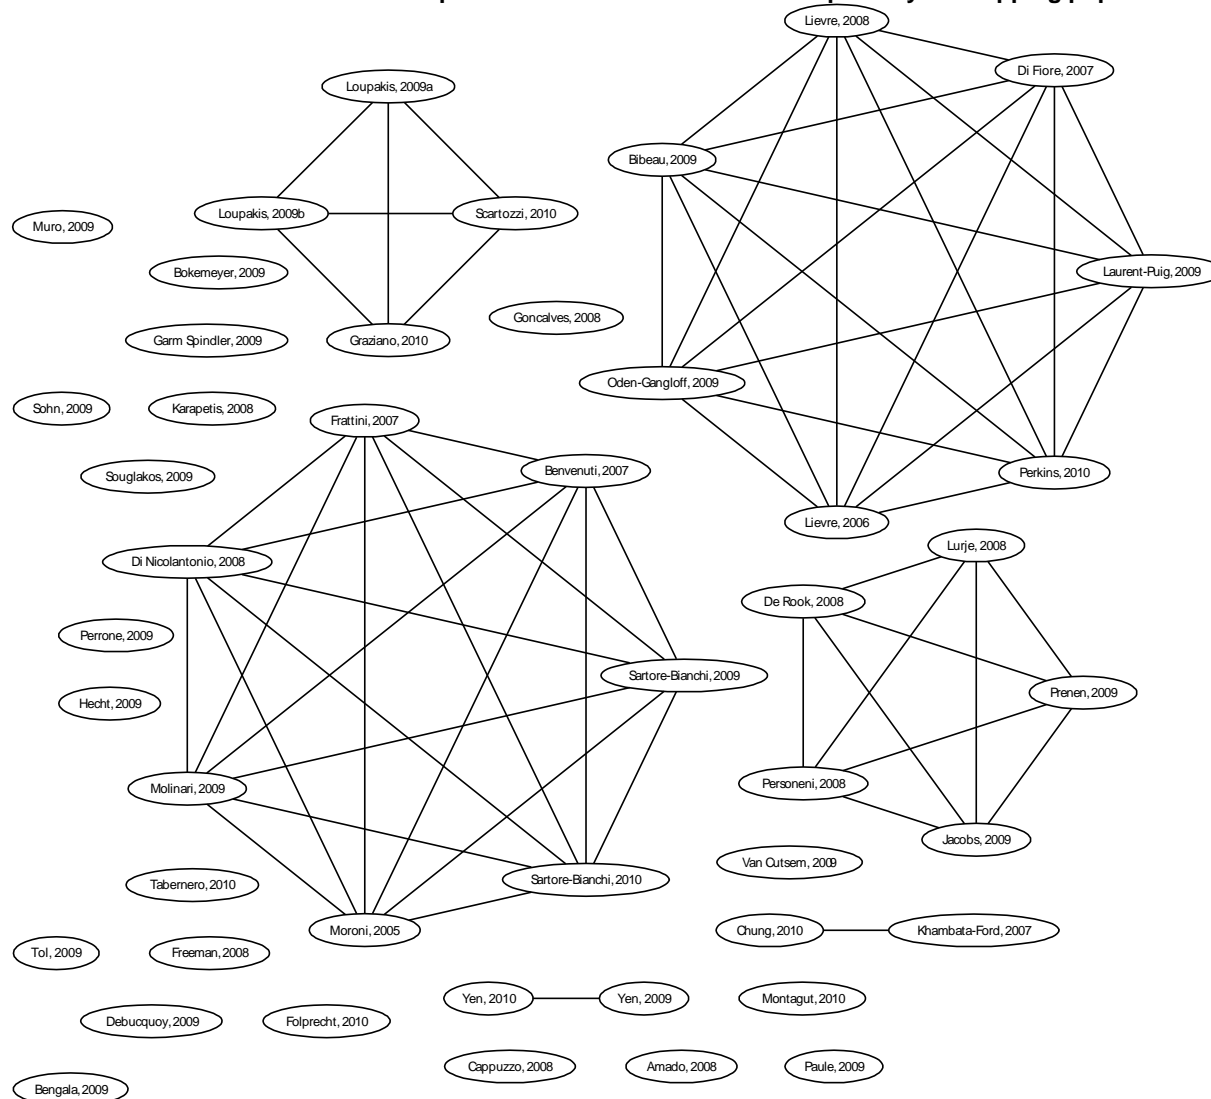 Lievre, 2008
Di Fiore, 2007
Loupakis, 2009a
Bibeau, 2009
Loupakis, 2009b
Scartozzi, 2010
Muro, 2009
Bokemeyer, 2009
Laurent-Puig, 2009
Goncalves, 2008
Garm Spindler, 2009
Graziano, 2010
Oden-Gangloff, 2009
Sohn, 2009
Karapetis, 2008
Frattini, 2007
Benvenuti, 2007
Perkins, 2010
Souglakos, 2009
Lievre, 2006
Lurje, 2008
Di Nicolantonio, 2008
De Rook, 2008
Perrone, 2009
Sartore-Bianchi, 2009
Prenen, 2009
Hecht, 2009
Molinari, 2009
Personeni, 2008
Jacobs, 2009
Van Cutsem, 2009
Tabernero, 2010
Sartore-Bianchi, 2010
Moroni, 2005
Chung, 2010
Khambata-Ford, 2007
Tol, 2009
Freeman, 2008
Yen, 2010
Yen, 2009
Montagut, 2010
Debucquoy, 2009
Folprecht, 2010
Cappuzzo, 2008
Amado, 2008
Paule, 2009
Bengala, 2009